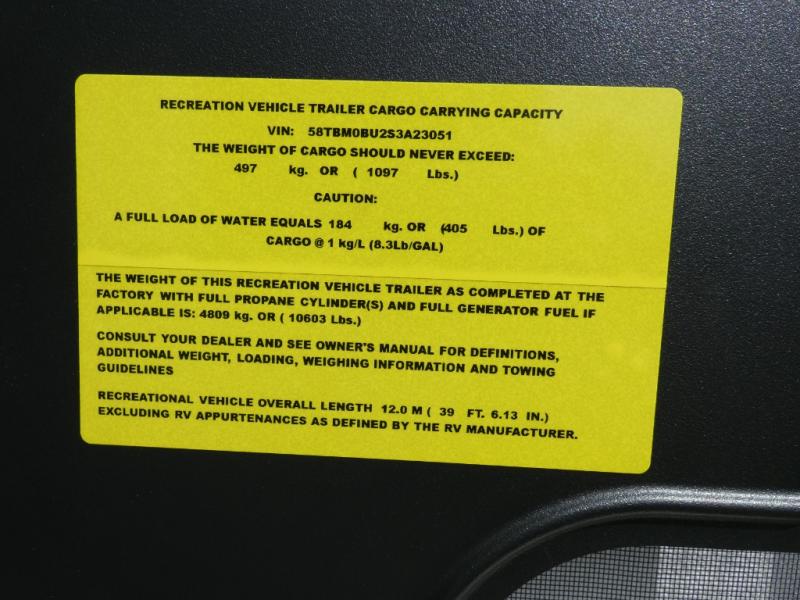 RECREATION VEHICLE TRAILER CARGO CARRYING CAPACITY
VIN: 58TBM0BU2S3A23051
THE WEIGHT OF CARGO SHOULD NEVER EXCEED:
497 kg. OR ( 1097 Lbs.)
CAUTION:
A FULL LOAD OF WATER EQUALS 184 kg. OR (405 Lbs.) OF
CARGO @ 1 kg/L (8.3Lb/GAL)
THE WEIGHT OF THIS RECREATION VEHICLE TRAILER AS COMPLETED AT THE
FACTORY WITH FULL PROPANE CYLINDER(S) AND FULL GENERATOR FUEL IF
APPLICABLE IS: 4809 kg. OR ( 10603 Lbs.)
CONSULT YOUR DEALER AND SEE OWNER'S MANUAL FOR DEFINITIONS,
ADDITIONAL WEIGHT, LOADING, WEIGHING INFORMATION AND TOWING
GUIDELINES
RECREATIONAL VEHICLE OVERALL LENGTH 12.0 M ( 39 FT. 6.13 IN.)
EXCLUDING RV APPURTENANCES AS DEFINED BY THE RV MANUFACTURER.